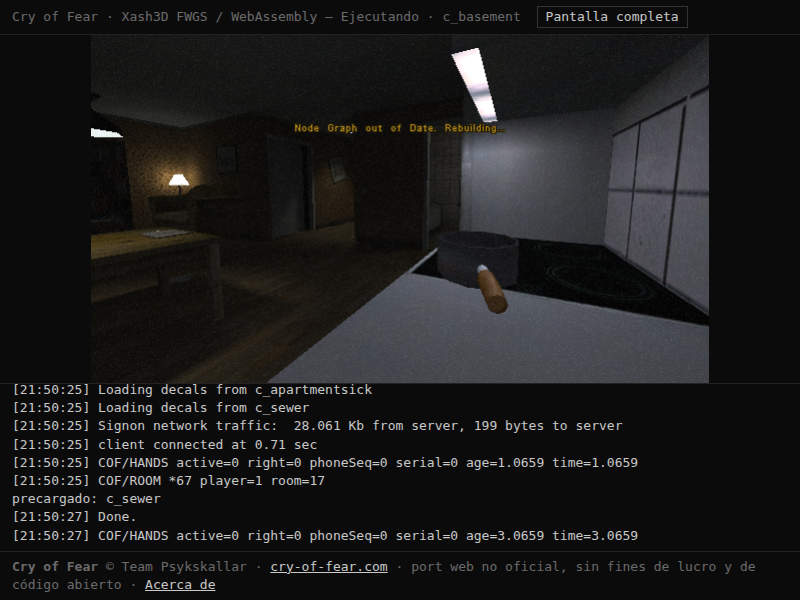 Cry of Fear · Xash3D FWGS / WebAssembly — Ejecutando · c_basement
Pantalla completa
Node Graph out of Date. Rebuilding...
[21:50:25] Loading decals from c_apartmentsick
[21:50:25] Loading decals from c_sewer
[21:50:25] Signon network traffic:  28.061 Kb from server, 199 bytes to server
[21:50:25] client connected at 0.71 sec
[21:50:25] COF/HANDS active=0 right=0 phoneSeq=0 serial=0 age=1.0659 time=1.0659
[21:50:25] COF/ROOM *67 player=1 room=17
precargado: c_sewer
[21:50:27] Done.
[21:50:27] COF/HANDS active=0 right=0 phoneSeq=0 serial=0 age=3.0659 time=3.0659
Cry of Fear © Team Psykskallar · cry-of-fear.com · port web no oficial, sin fines de lucro y de
código abierto · Acerca de